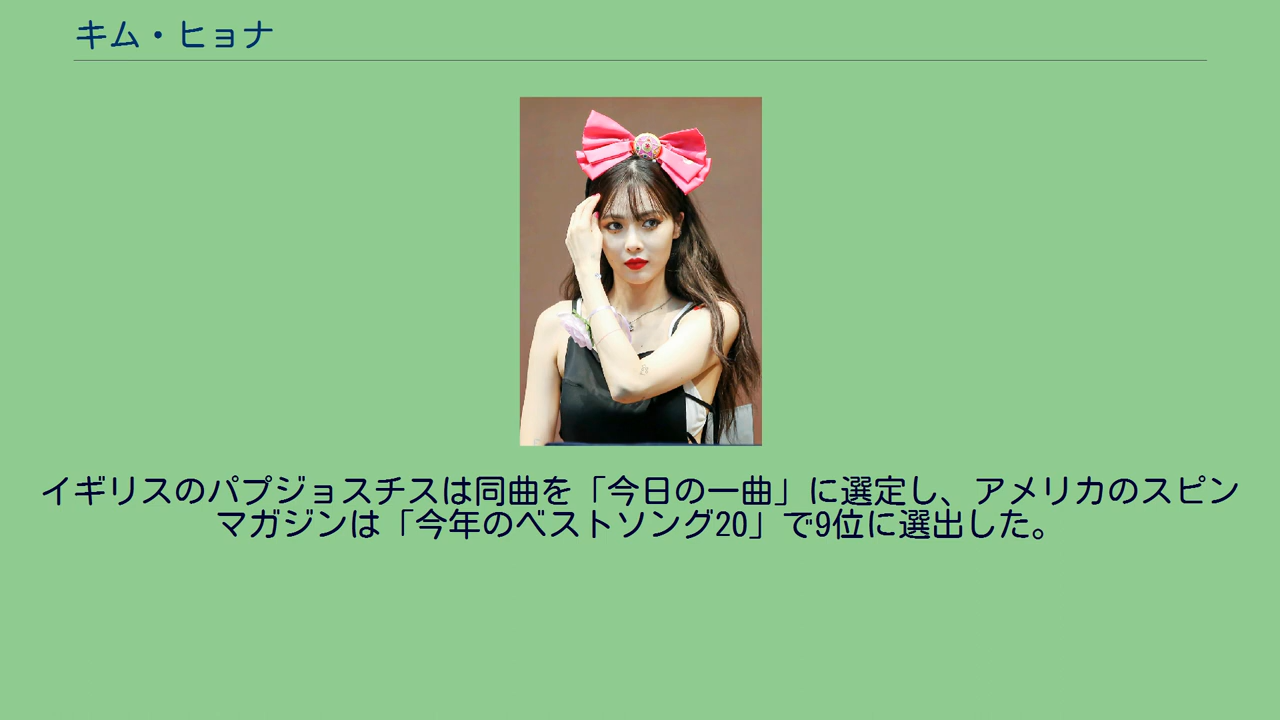 キム・ヒョナ
イギリスのパプジョスチスは同曲を「今日の一曲」に選定し、アメリカのスピン
マガジンは「今年のベストソング20」で9位に選出した。